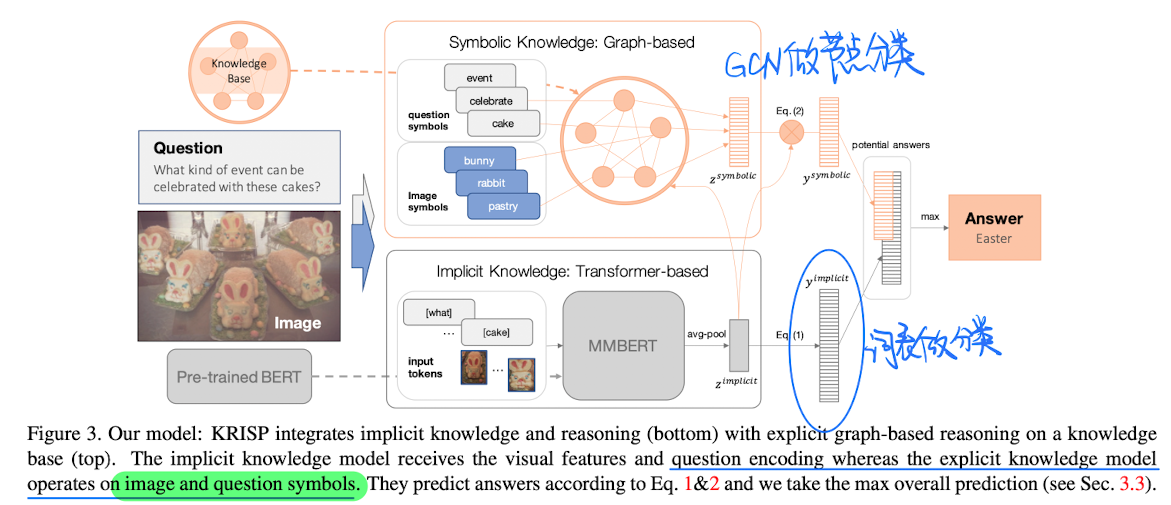 Symbolic Knowledge: Graph-based
GCN做节点分类
Knowledge
Base
event
celebrate
cake
question
symbols
Eq. (2)
z^symbolic
y^symbolic
potential answers
Question
What kind of event can be
celebrated with these cakes?
bunny
rabbit
pastry
Image
symbols
max
Answer
Easter
Image
Implicit Knowledge: Transformer-based
[what]
...
[cake]
input
tokens
...
MMBERT
avg-pool
z^implicit
Eq. (1)
y^implicit
词表做分类
Pre-trained BERT
Figure 3. Our model: KRISP integrates implicit knowledge and reasoning (bottom) with explicit graph-based reasoning on a knowledge
base (top). The implicit knowledge model receives the visual features and question encoding whereas the explicit knowledge model
operates on image and question symbols. They predict answers according to Eq. 1&2 and we take the max overall prediction (see Sec. 3.3).